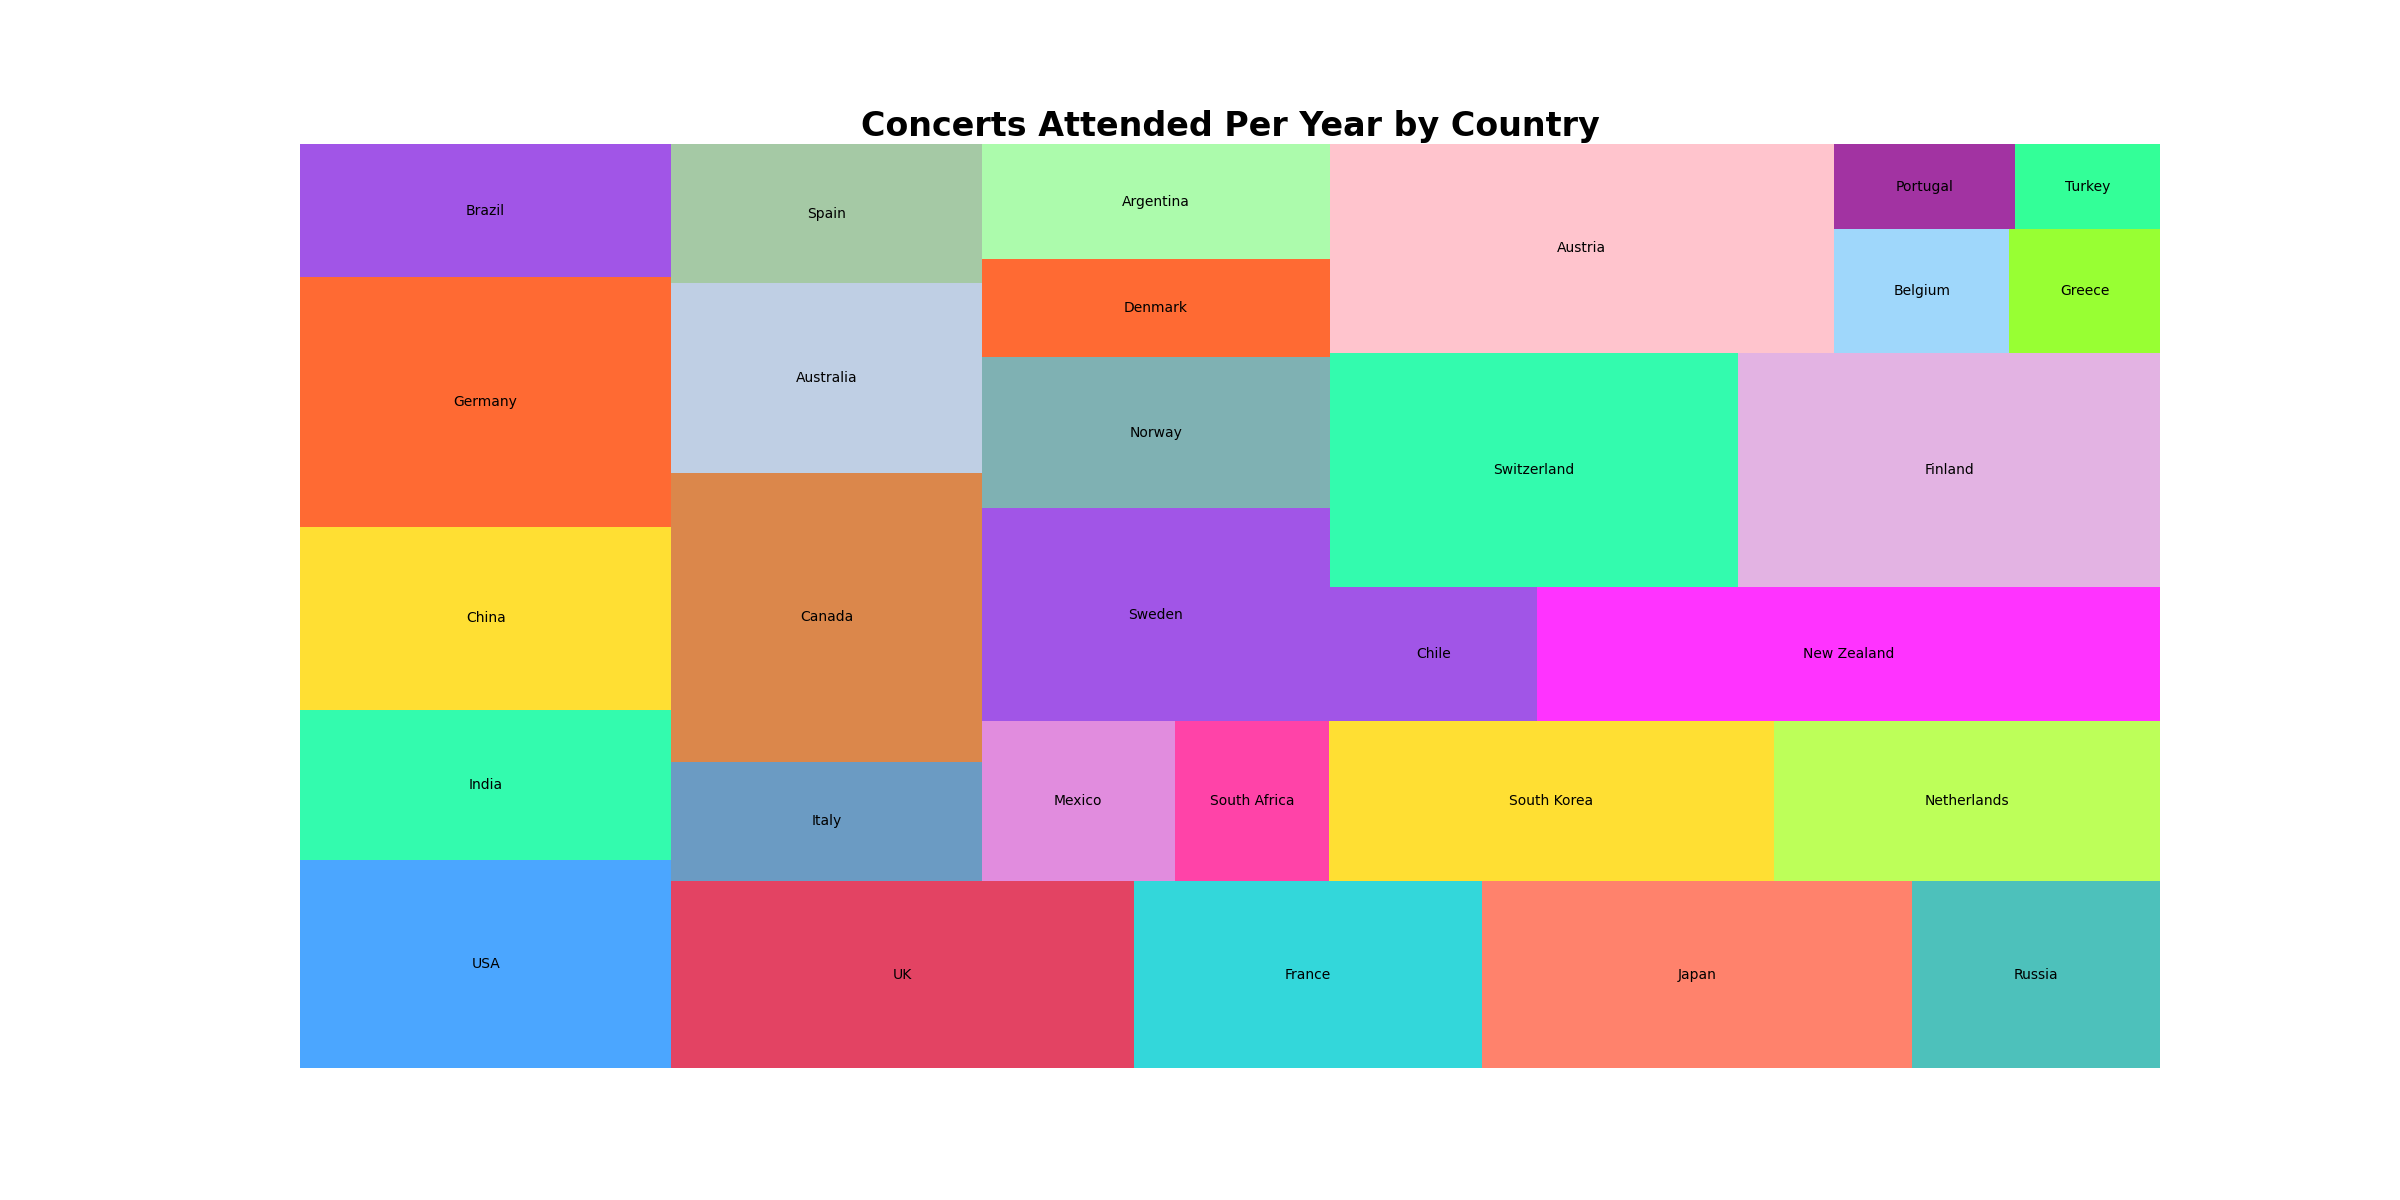 Concerts Attended Per Year by Country
Brazil
Spain
Argentina
Austria
Portugal
Turkey
Belgium
Greece
Denmark
Germany
Australia
Norway
Switzerland
Finland
China
Canada
Sweden
Chile
New Zealand
India
Italy
Mexico
South Africa
South Korea
Netherlands
USA
UK
France
Japan
Russia